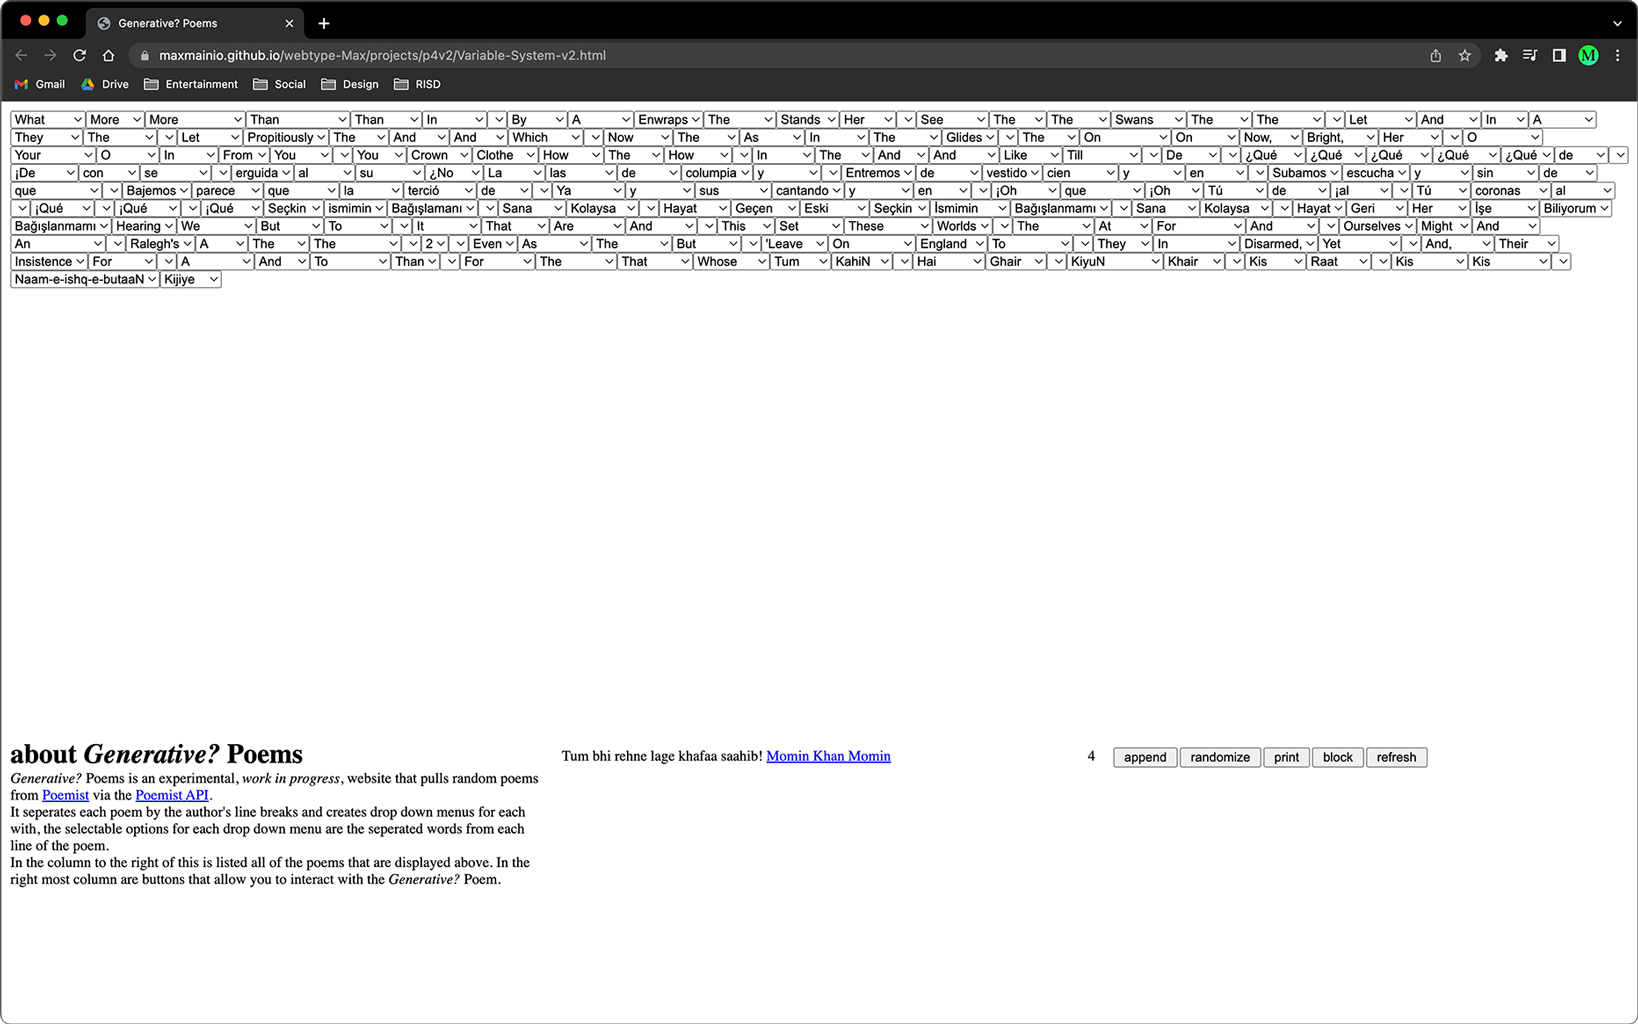 Generative? Poems
maxmainio.github.io/webtype-Max/projects/p4v2/Variable-System-v2.html
M
Gmail Drive Entertainment Social Design RISD
What More More Than Than In By A Enwraps The Stands Her See The The Swans The The Let And In A
They The Let Propitiously The And And Which Now The As In The Glides The On On Now, Bright, Her O
Your O In From You You Crown Clothe How The How In The And And Like Till De ¿Qué ¿Qué ¿Qué ¿Qué ¿Qué de
¡De con se erguida al su ¿No La las de columpia y Entremos de vestido cien y en Subamos escucha y sin de
que Bajemos parece que la terció de Ya y sus cantando y en ¡Oh que ¡Oh Tú de ¡al Tú coronas al
¡Qué ¡Qué ¡Qué Seçkin ismimin Bağışlamanı Sana Kolaysa Hayat Geçen Eski Seçkin İsmimin Bağışlanmamı Sana Kolaysa Hayat Geri Her İşe Biliyorum
Bağışlanmamı Hearing We But To It That Are And This Set These Worlds The At For And Ourselves Might And
An Ralegh's A The The 2 Even As The But 'Leave On England To They In Disarmed, Yet And, Their
Insistence For A And To Than For The That Whose Tum KahiN Hai Ghair KiyuN Khair Kis Raat Kis Kis
Naam-e-ishq-e-butaaN Kijiye
about Generative? Poems
Generative? Poems is an experimental, work in progress, website that pulls random poems
from Poemist via the Poemist API.
It seperates each poem by the author's line breaks and creates drop down menus for each
with, the selectable options for each drop down menu are the seperated words from each
line of the poem.
In the column to the right of this is listed all of the poems that are displayed above. In the
right most column are buttons that allow you to interact with the Generative? Poem.
Tum bhi rehne lage khafaa saahib! Momin Khan Momin
4 append randomize print block refresh